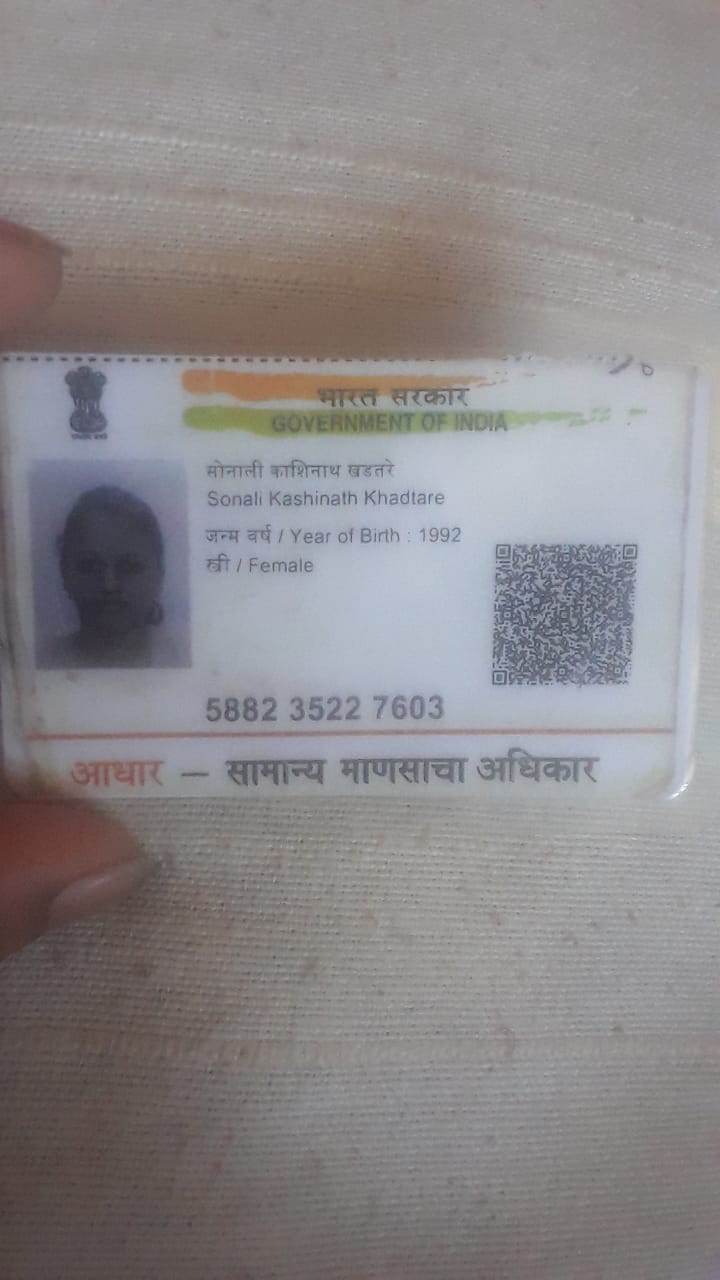 भारत सरकार
GOVERNMENT OF INDIA
सोनाली काशिनाथ खडतरे
Sonali Kashinath Khadtare
जन्म वर्ष / Year of Birth : 1992
स्त्री / Female
5882 3522 7603
आधार — सामान्य माणसाचा अधिकार